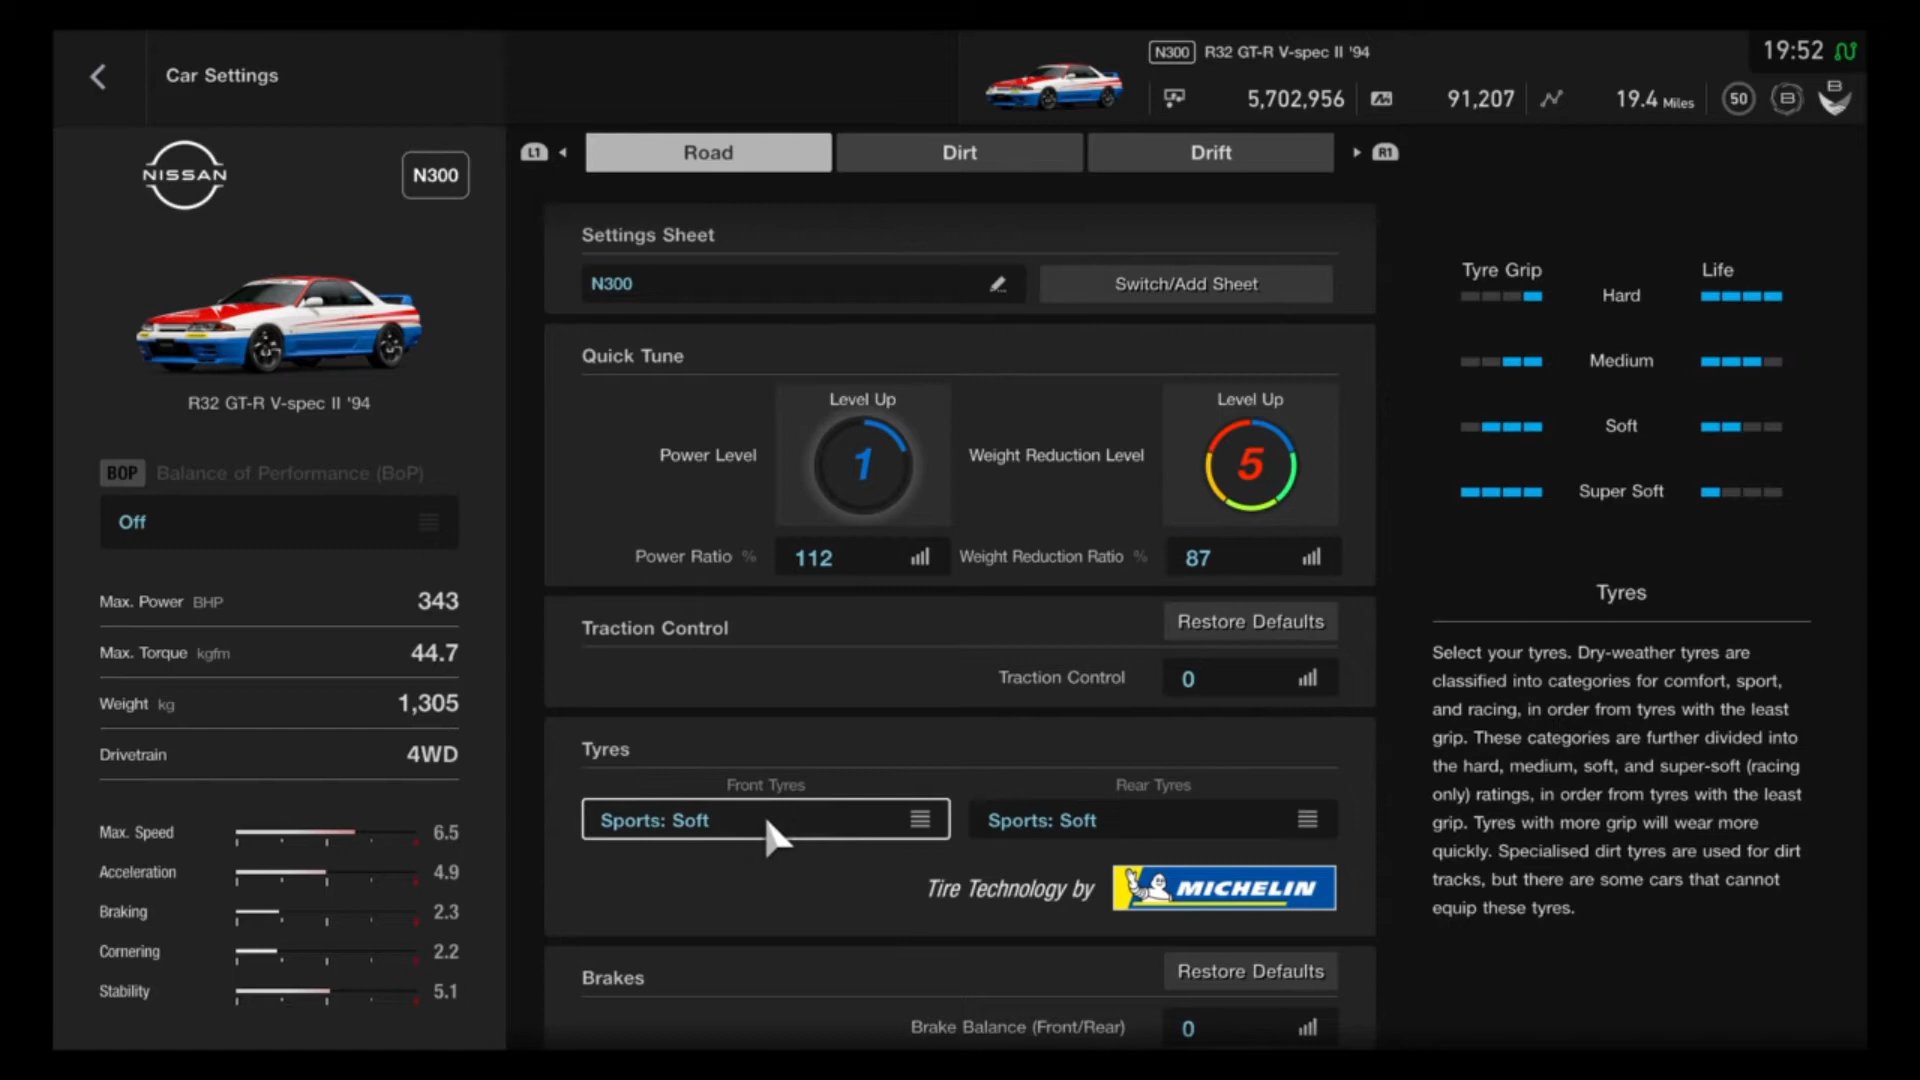 Car Settings
N300 R32 GT-R V-spec II '94
19:52
5,702,956
91,207
19.4 Miles
50
B
B
NISSAN
N300
R32 GT-R V-spec II '94
BOP Balance of Performance (BoP)
Off
Max. Power BHP 343
Max. Torque kgfm 44.7
Weight kg 1,305
Drivetrain 4WD
Max. Speed 6.5
Acceleration 4.9
Braking 2.3
Cornering 2.2
Stability 5.1
L1 Road Dirt Drift R1
Settings Sheet
N300 Switch/Add Sheet
Quick Tune
Level Up Level Up
Power Level 1 Weight Reduction Level 5
Power Ratio % 112 Weight Reduction Ratio % 87
Traction Control Restore Defaults
Traction Control 0
Tyres
Front Tyres Rear Tyres
Sports: Soft Sports: Soft
Tire Technology by MICHELIN
Brakes Restore Defaults
Brake Balance (Front/Rear) 0
Tyre Grip Life
Hard
Medium
Soft
Super Soft
Tyres
Select your tyres. Dry-weather tyres are
classified into categories for comfort, sport,
and racing, in order from tyres with the least
grip. These categories are further divided into
the hard, medium, soft, and super-soft (racing
only) ratings, in order from tyres with the least
grip. Tyres with more grip will wear more
quickly. Specialised dirt tyres are used for dirt
tracks, but there are some cars that cannot
equip these tyres.